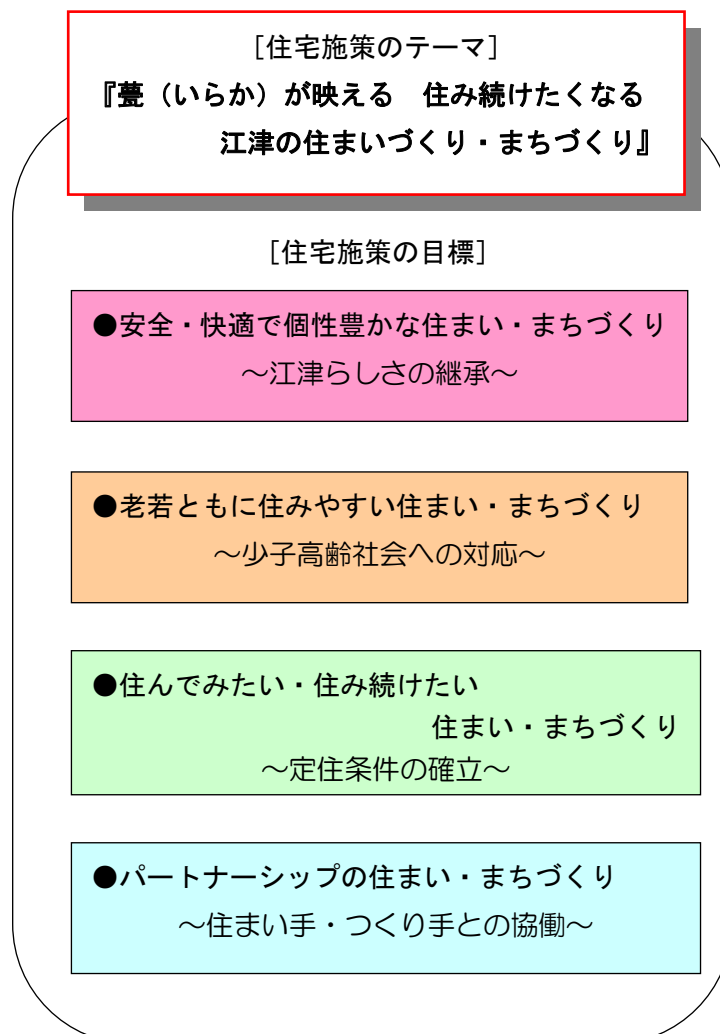 ［住宅施策のテーマ］
『甍（いらか）が映える　住み続けたくなる
江津の住まいづくり・まちづくり』
［住宅施策の目標］
●安全・快適で個性豊かな住まい・まちづくり
～江津らしさの継承～
●老若ともに住みやすい住まい・まちづくり
～少子高齢社会への対応～
●住んでみたい・住み続けたい
住まい・まちづくり
～定住条件の確立～
●パートナーシップの住まい・まちづくり
～住まい手・つくり手との協働～